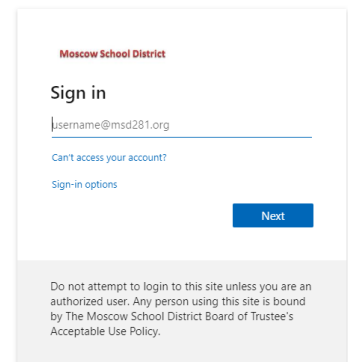 Moscow School District
Sign in
username@msd281.org
Can't access your account?
Sign-in options
Next
Do not attempt to login to this site unless you are an
authorized user. Any person using this site is bound
by The Moscow School District Board of Trustee's
Acceptable Use Policy.